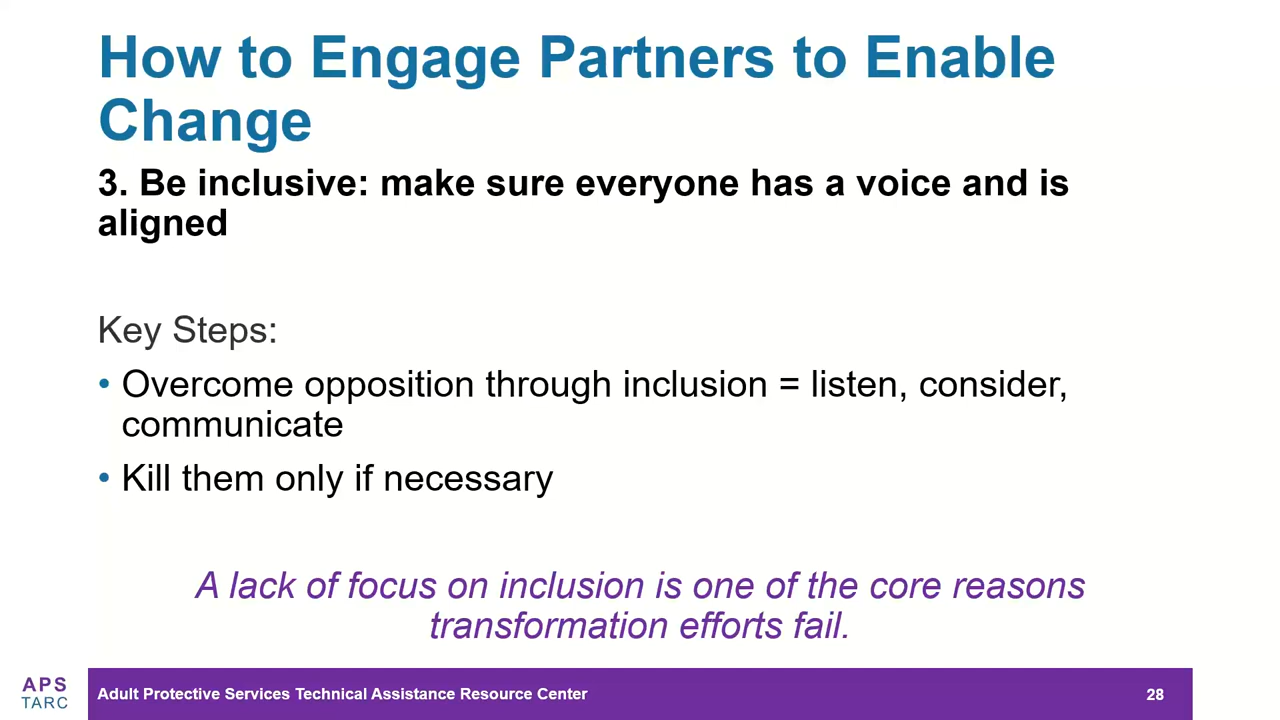 How to Engage Partners to Enable
Change
3. Be inclusive: make sure everyone has a voice and is
aligned
Key Steps:
• Overcome opposition through inclusion = listen, consider,
communicate
• Kill them only if necessary
A lack of focus on inclusion is one of the core reasons
transformation efforts fail.
APS
TARC
Adult Protective Services Technical Assistance Resource Center
28